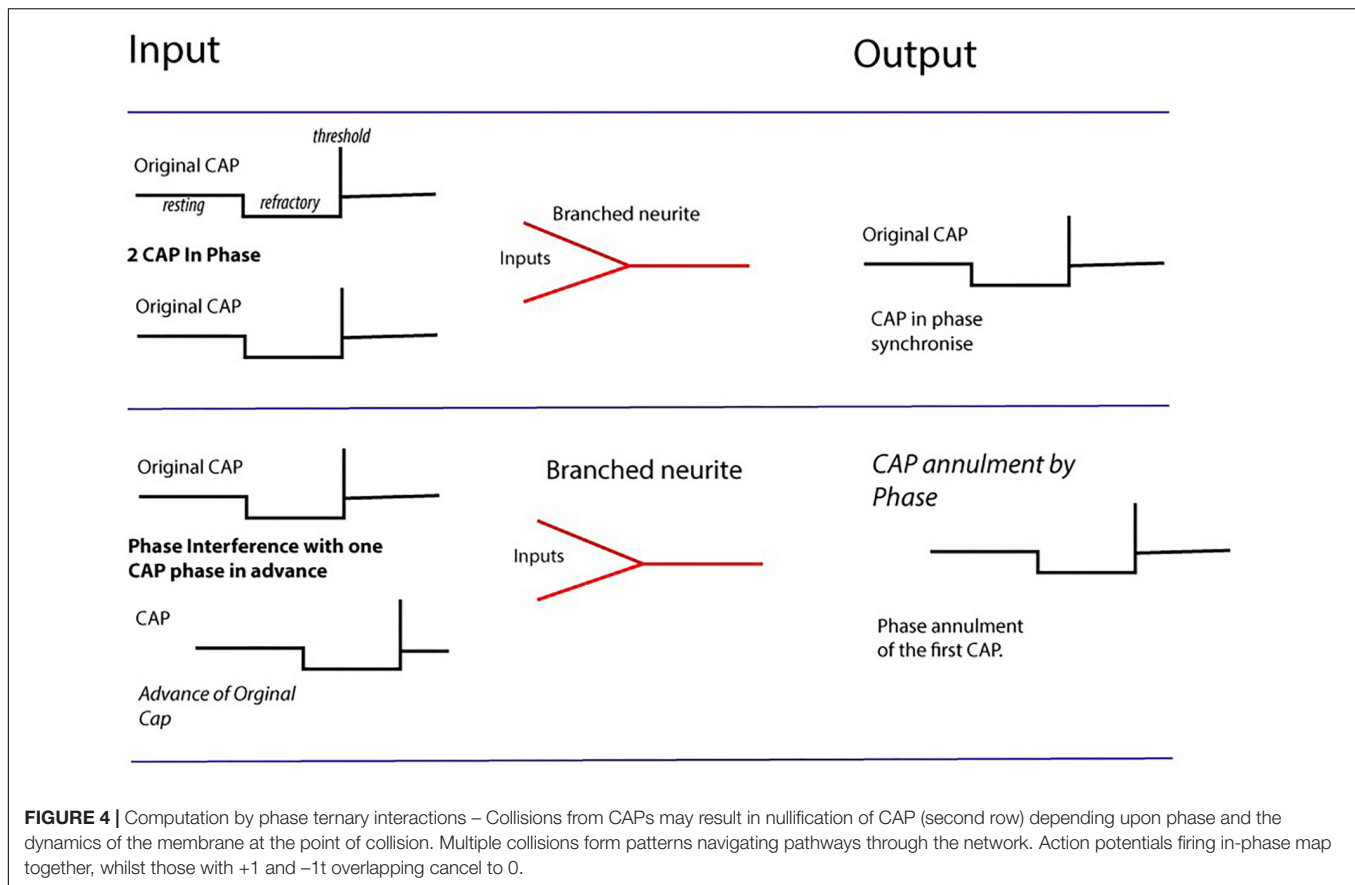 Input
Output
threshold
Original CAP
resting
refractory
Branched neurite
2 CAP In Phase
Inputs
Original CAP
Original CAP
CAP in phase
synchronise
Original CAP
Branched neurite
CAP annulment by
Phase
Phase Interference with one
CAP phase in advance
Inputs
CAP
Phase annulment
of the first CAP.
Advance of Orginal
Cap
FIGURE 4 | Computation by phase ternary interactions – Collisions from CAPs may result in nullification of CAP (second row) depending upon phase and the
dynamics of the membrane at the point of collision. Multiple collisions form patterns navigating pathways through the network. Action potentials firing in-phase map
together, whilst those with +1 and –1t overlapping cancel to 0.